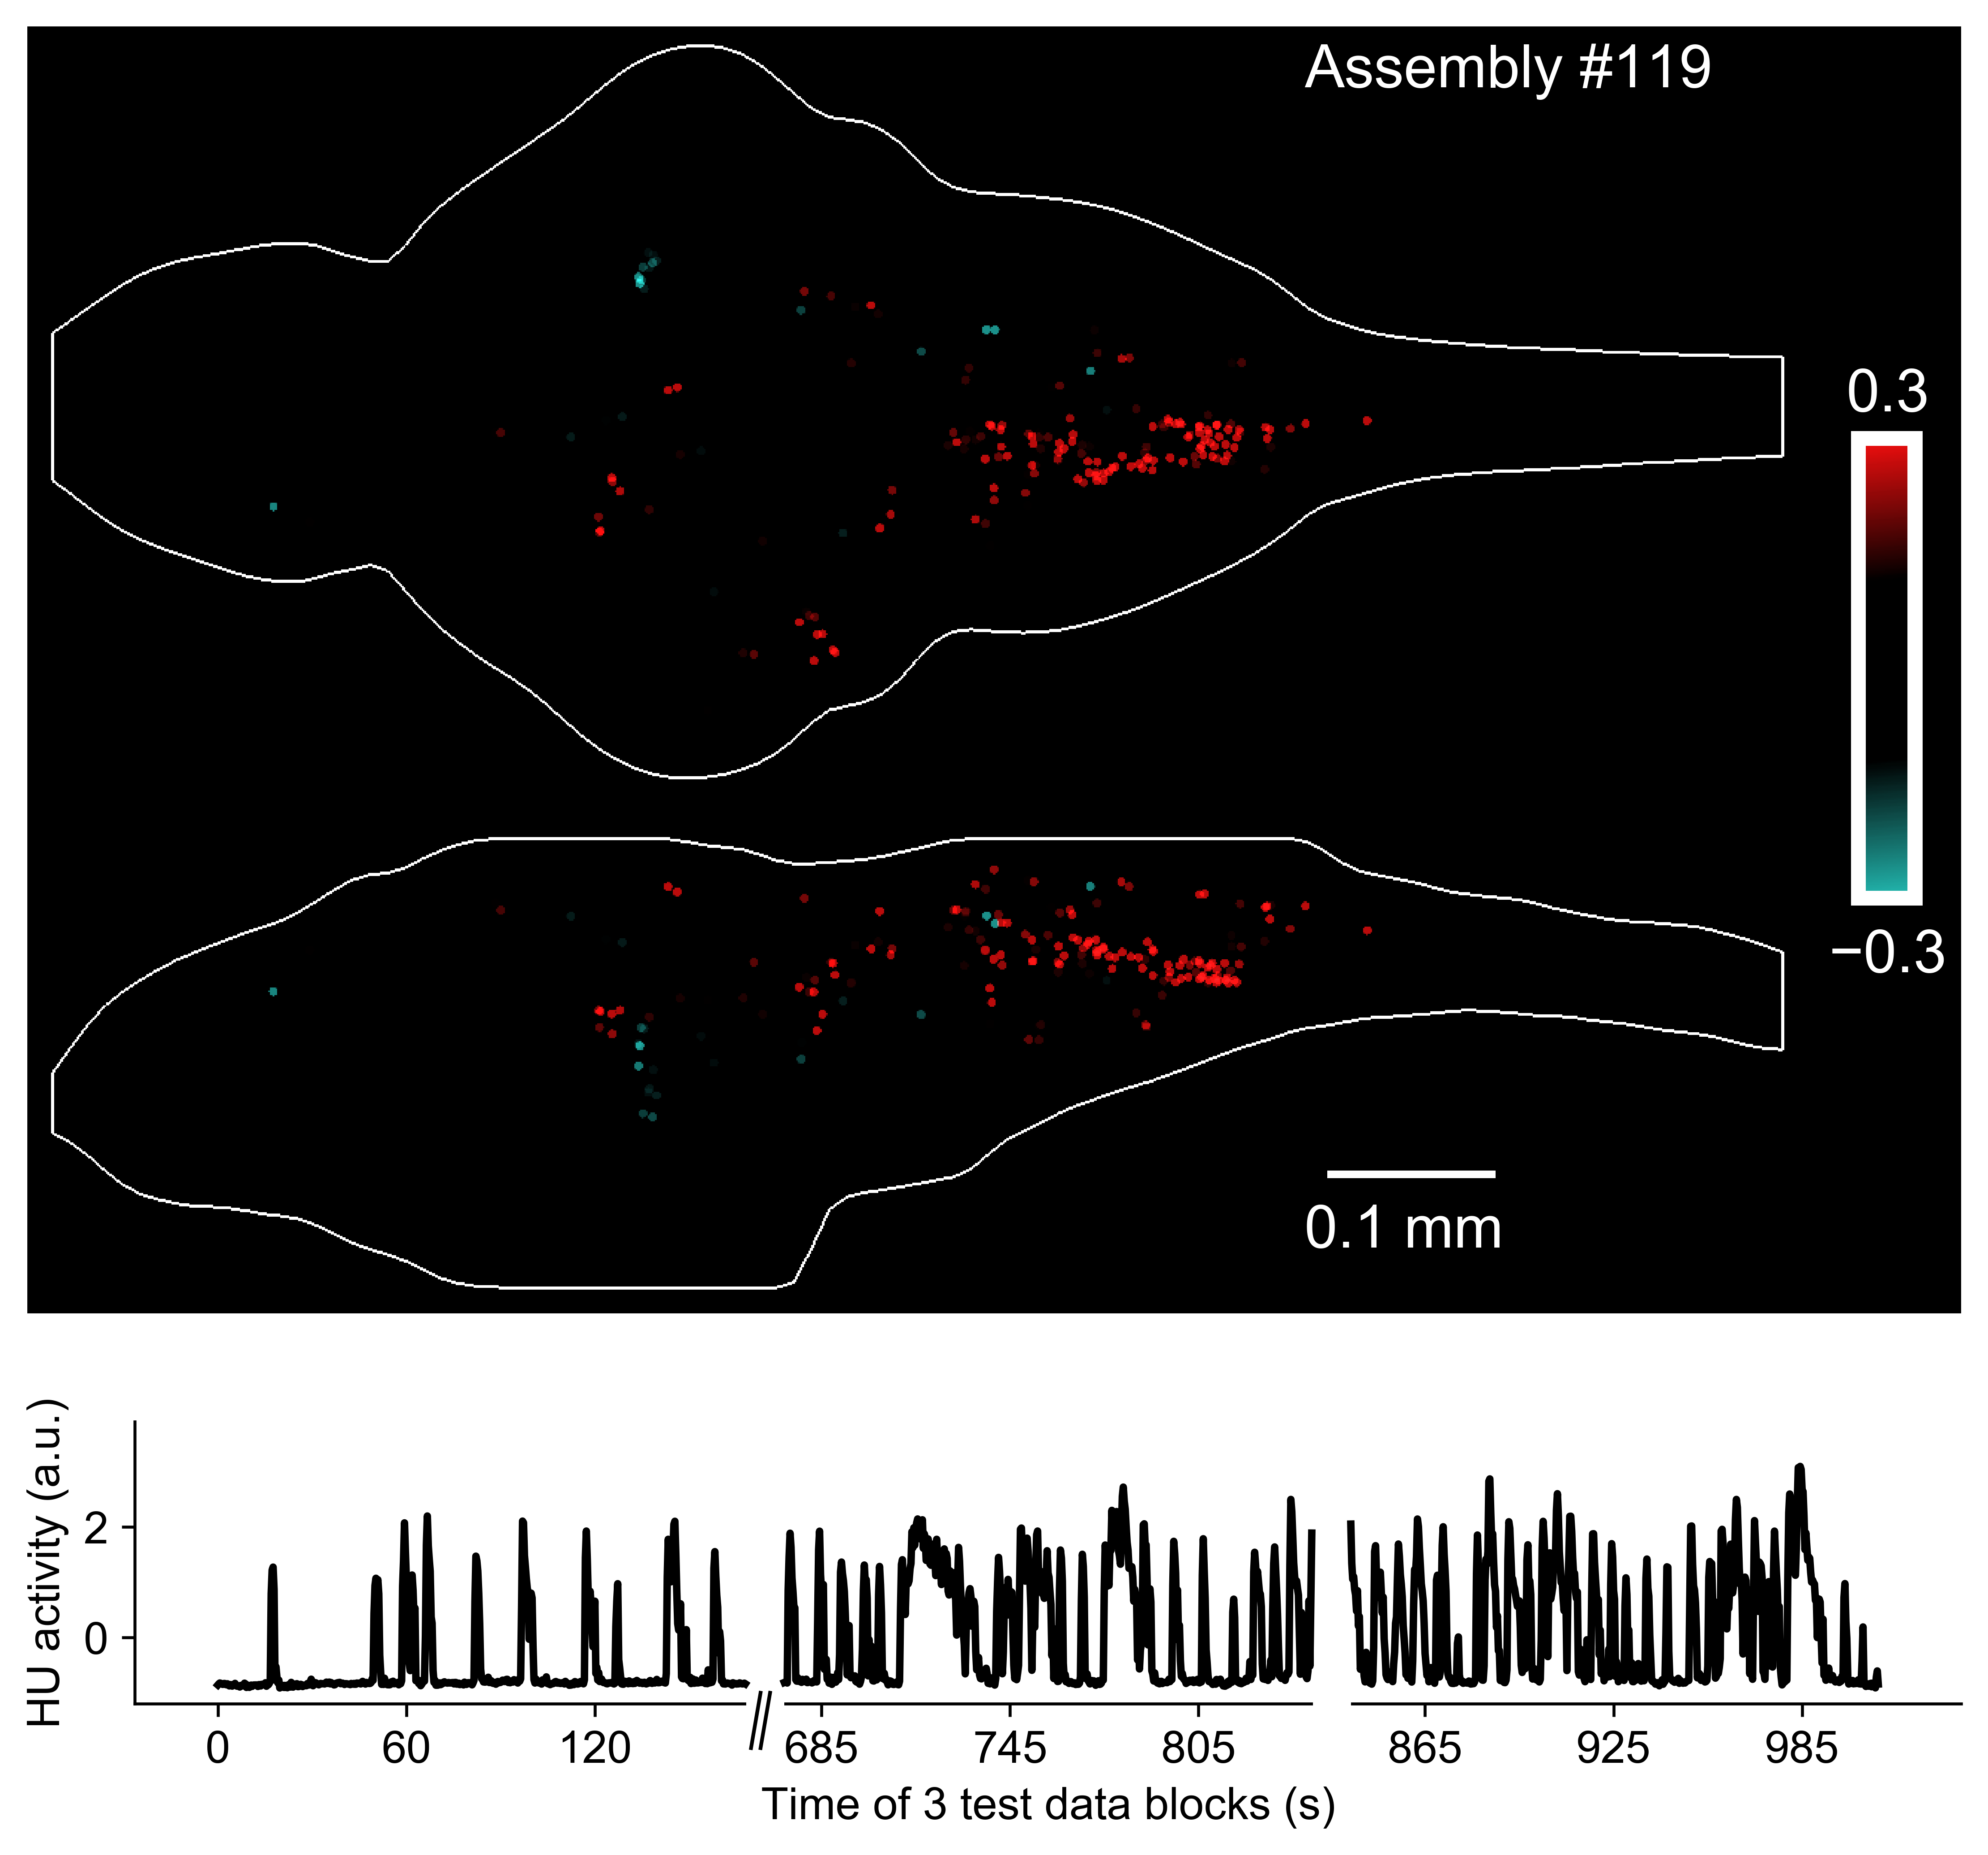 Assembly #119
0.3
−0.3
0.1 mm
HU activity (a.u.)
2
0
0 60 120 685 745 805 865 925 985
Time of 3 test data blocks (s)